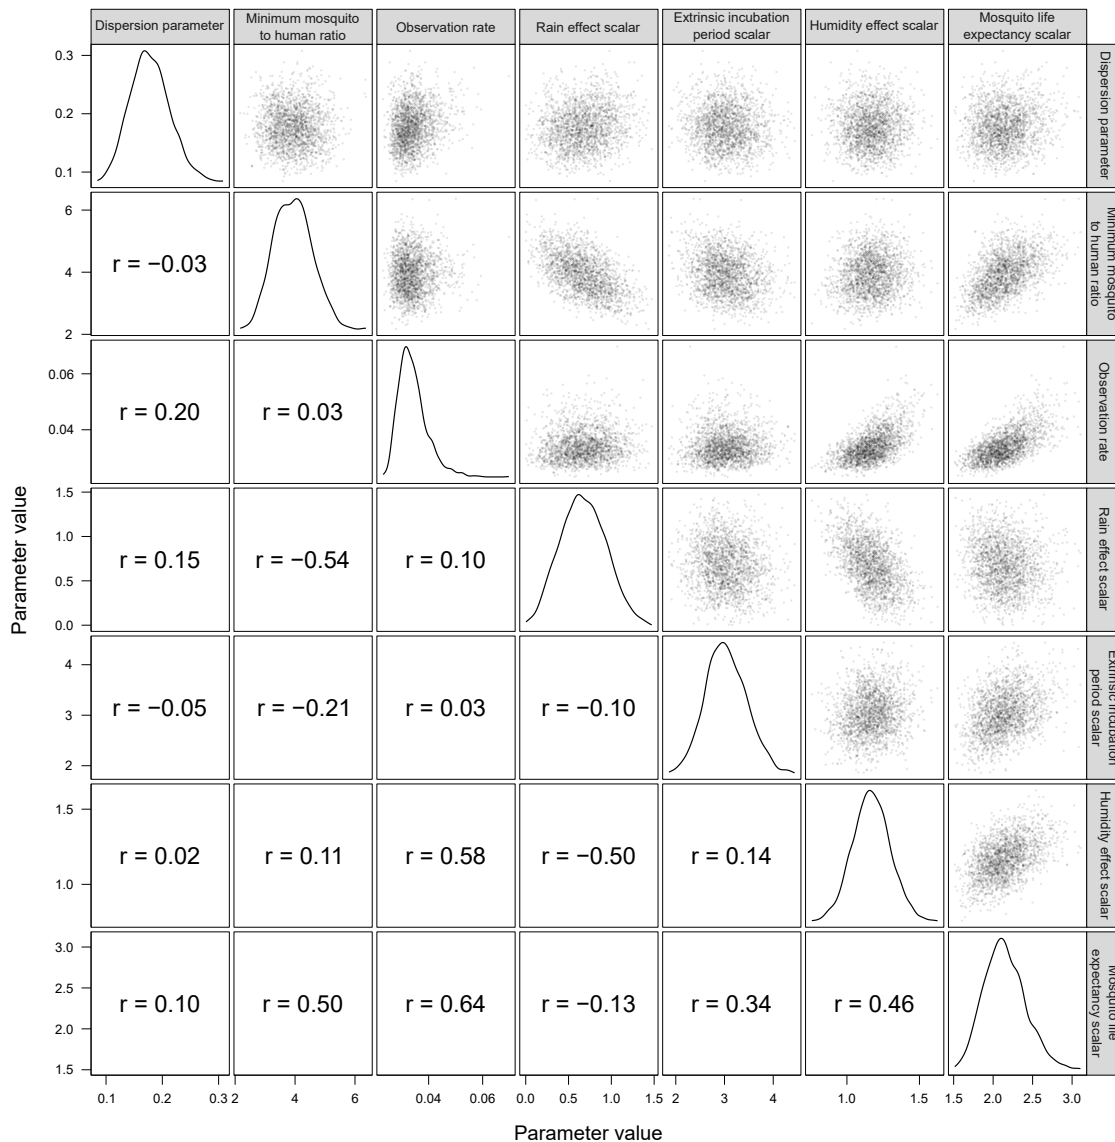 Dispersion parameter
Minimum mosquito
to human ratio
Observation rate
Rain effect scalar
Extrinsic incubation
period scalar
Humidity effect scalar
Mosquito life
expectancy scalar
0.3
0.2
0.1
Dispersion parameter
6
4
2
r = −0.03
Minimum mosquito
to human ratio
0.06
0.04
r = 0.20
r = 0.03
Observation rate
1.5
1.0
0.5
0.0
r = 0.15
r = −0.54
r = 0.10
Rain effect scalar
4
3
2
r = −0.05
r = −0.21
r = 0.03
r = −0.10
Extrinsic incubation
period scalar
1.5
1.0
r = 0.02
r = 0.11
r = 0.58
r = −0.50
r = 0.14
Humidity effect scalar
3.0
2.5
2.0
1.5
r = 0.10
r = 0.50
r = 0.64
r = −0.13
r = 0.34
r = 0.46
Mosquito life
expectancy scalar
0.1 0.2 0.3
2 4 6
0.04 0.06
0.0 0.5 1.0 1.5
2 3 4
1.0 1.5
1.5 2.0 2.5 3.0
Parameter value
Parameter value